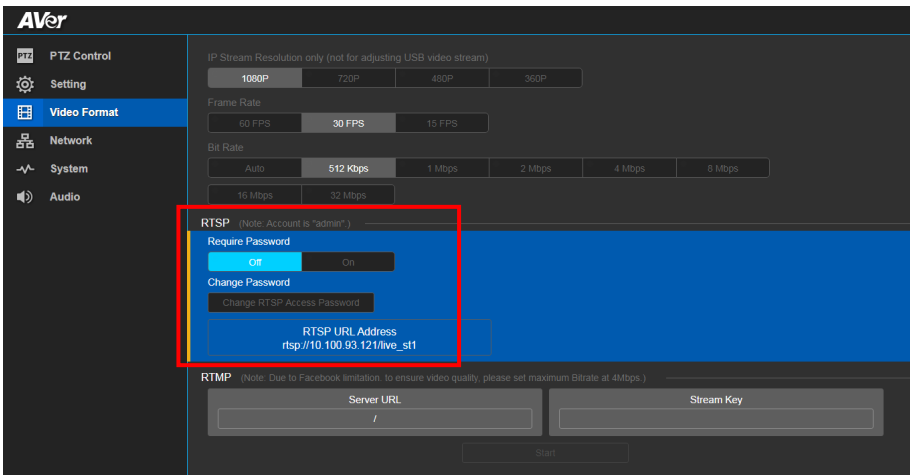 AVer
PTZ PTZ Control
Setting
Video Format
Network
System
Audio
IP Stream Resolution only (not for adjusting USB video stream)
1080P 720P 480P 360P
Frame Rate
60 FPS 30 FPS 15 FPS
Bit Rate
Auto 512 Kbps 1 Mbps 2 Mbps 4 Mbps 8 Mbps
16 Mbps 32 Mbps
RTSP (Note: Account is "admin".)
Require Password
Off On
Change Password
Change RTSP Access Password
RTSP URL Address
rtsp://10.100.93.121/live_st1
RTMP (Note: Due to Facebook limitation, to ensure video quality, please set maximum Bitrate at 4Mbps.)
Server URL Stream Key
/
Start